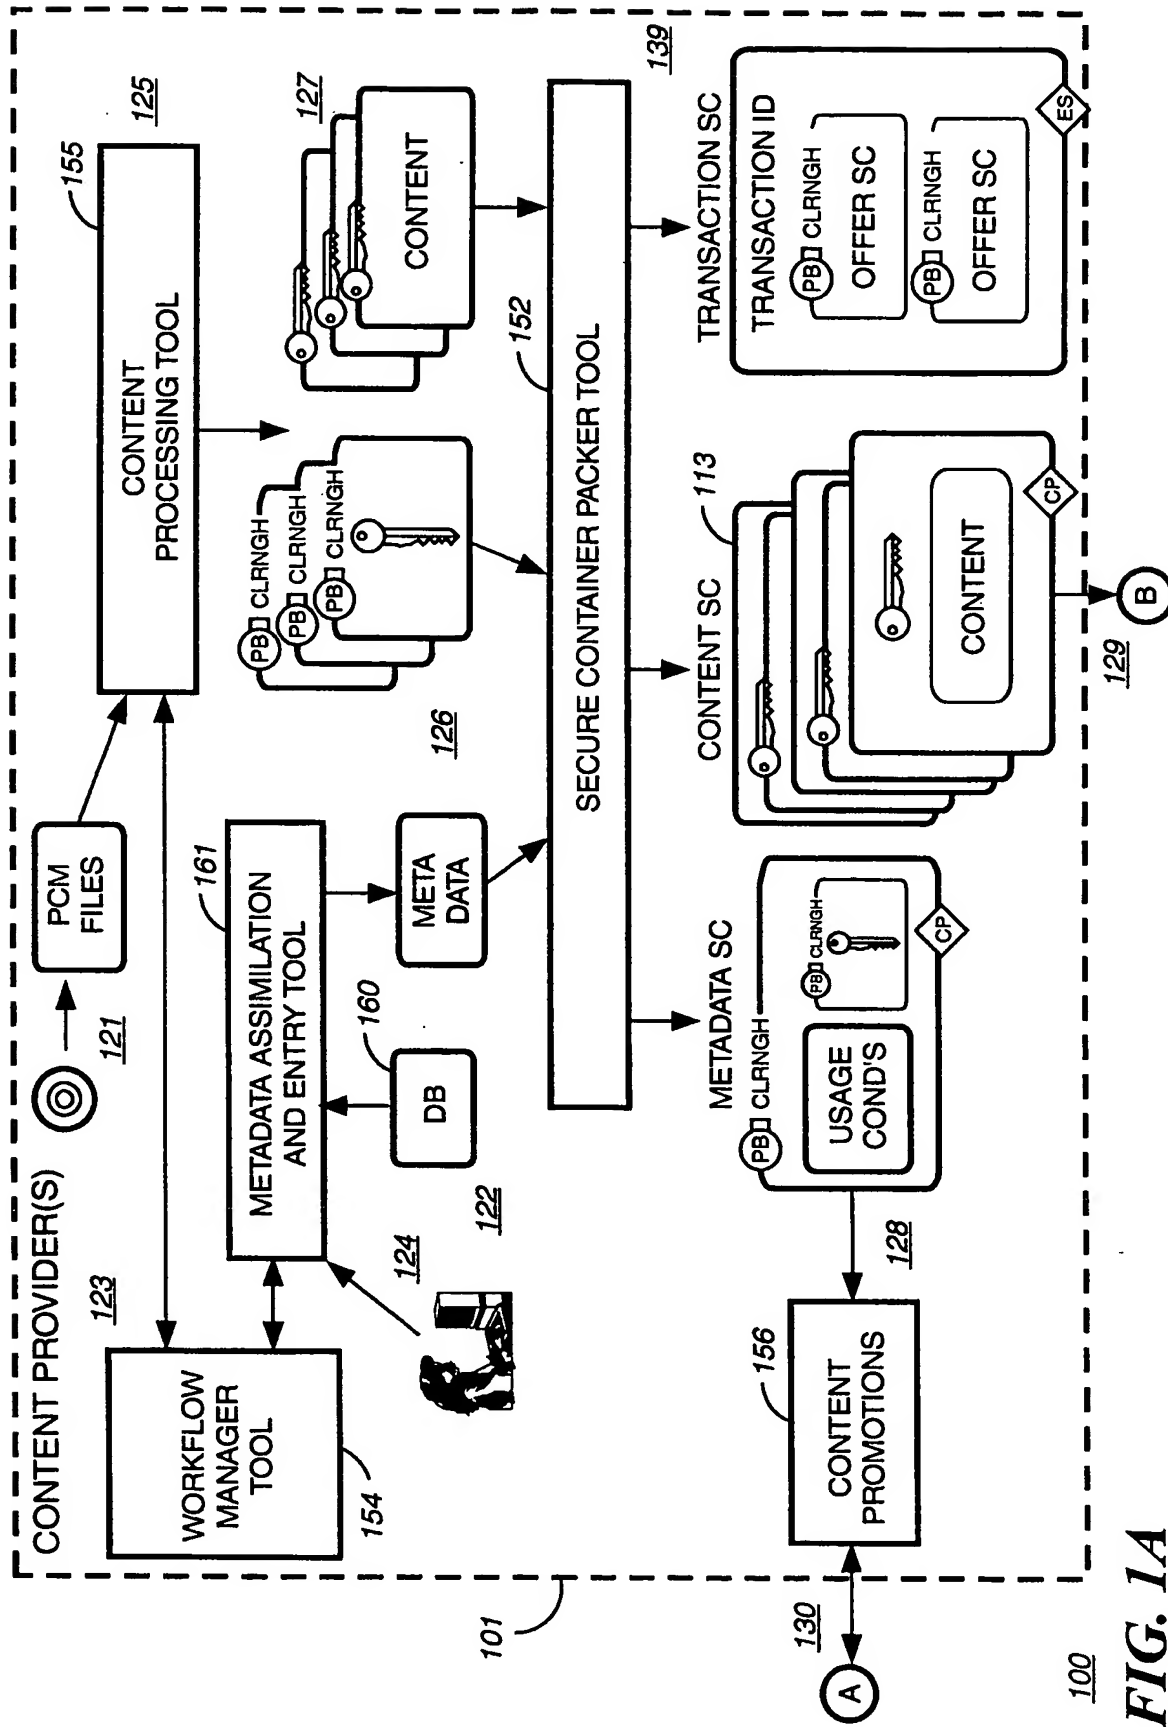 CONTENT PROVIDER(S)
121
PCM
FILES
155
125
CONTENT
PROCESSING TOOL
123
WORKFLOW
MANAGER
TOOL
154
161
METADATA ASSIMILATION
AND ENTRY TOOL
124
160
DB
122
META
DATA
126
PB CLRNGH
PB CLRNGH
PB CLRNGH
127
CONTENT
152
SECURE CONTAINER PACKER TOOL
139
METADATA SC
PB CLRNGH
USAGE
COND'S
PB CLRNGH
CP
CONTENT SC
113
CONTENT
CP
TRANSACTION SC
TRANSACTION ID
PB CLRNGH
OFFER SC
PB CLRNGH
OFFER SC
ES
128
156
CONTENT
PROMOTIONS
101
130
A
129
B
100
FIG. 1A